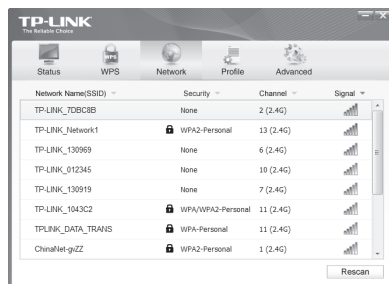 TP-LINK
The Reliable Choice
WPS
Status WPS Network Profile Advanced
Network Name(SSID) Security Channel Signal
TP-LINK_7DBC8B None 2 (2.4G)
TP-LINK_Network1 WPA2-Personal 13 (2.4G)
TP-LINK_130969 None 6 (2.4G)
TP-LINK_012345 None 10 (2.4G)
TP-LINK_130919 None 7 (2.4G)
TP-LINK_1043C2 WPA/WPA2-Personal 11 (2.4G)
TPLINK_DATA_TRANS WPA-Personal 11 (2.4G)
ChinaNet-gvZZ WPA2-Personal 1 (2.4G)
Rescan